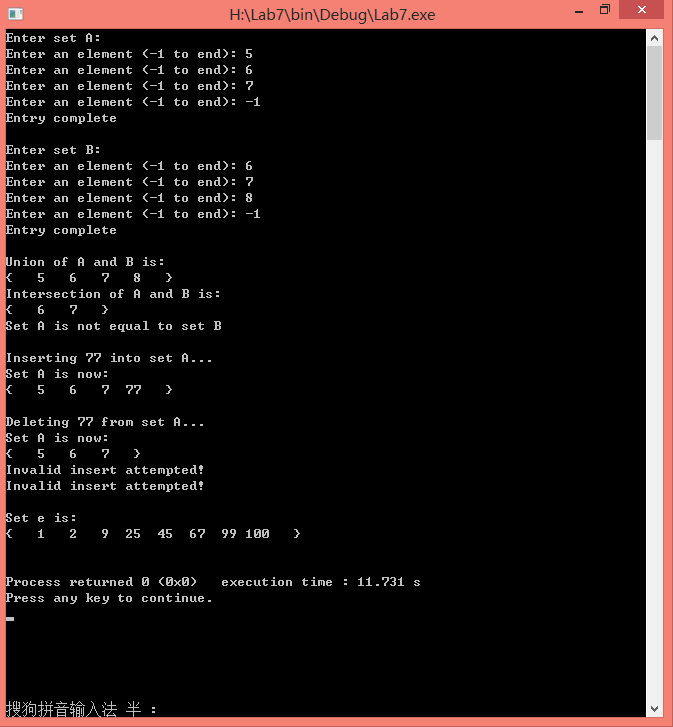 H:\Lab7\bin\Debug\Lab7.exe
Enter set A:
Enter an element (-1 to end): 5
Enter an element (-1 to end): 6
Enter an element (-1 to end): 7
Enter an element (-1 to end): -1
Entry complete
Enter set B:
Enter an element (-1 to end): 6
Enter an element (-1 to end): 7
Enter an element (-1 to end): 8
Enter an element (-1 to end): -1
Entry complete
Union of A and B is:
{   5   6   7   8   }
Intersection of A and B is:
{   6   7   }
Set A is not equal to set B
Inserting 77 into set A...
Set A is now:
{   5   6   7  77   }
Deleting 77 from set A...
Set A is now:
{   5   6   7   }
Invalid insert attempted!
Invalid insert attempted!
Set e is:
{   1   2   9  25  45  67  99 100   }
Process returned 0 (0x0)   execution time : 11.731 s
Press any key to continue.
搜狗拼音输入法 半 :